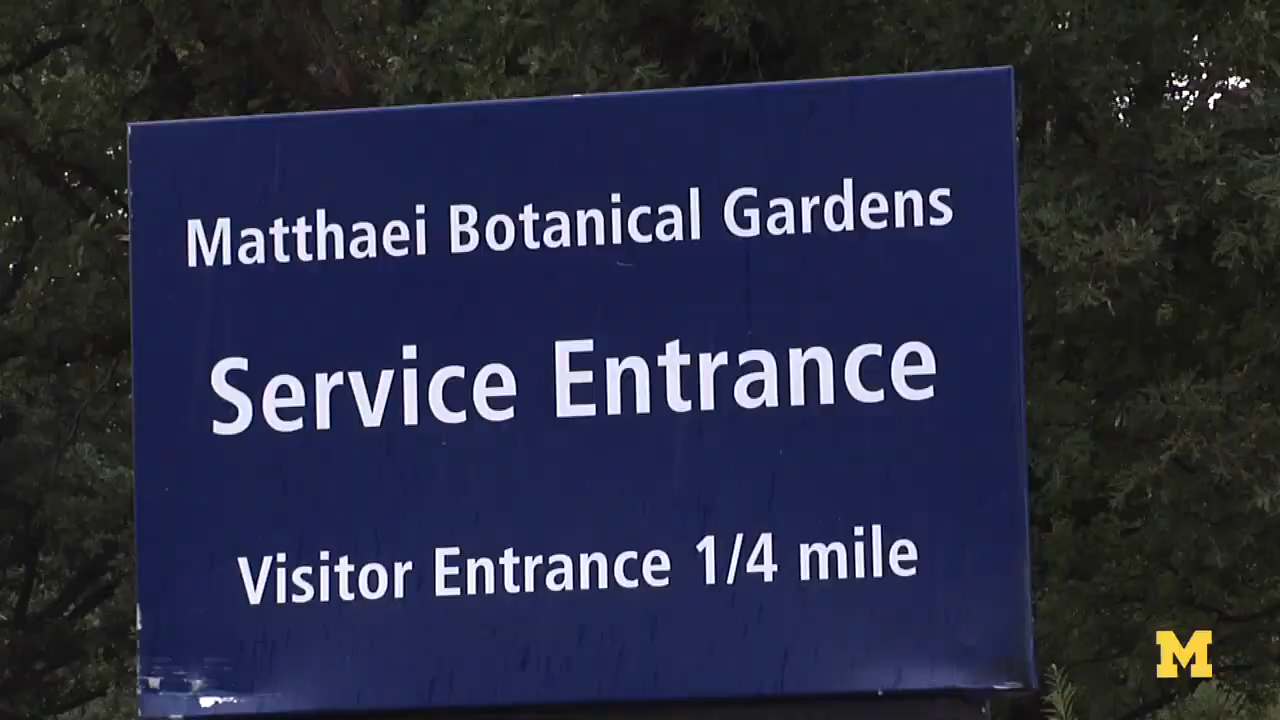 Matthaei Botanical Gardens
Service Entrance
Visitor Entrance 1/4 mile
M